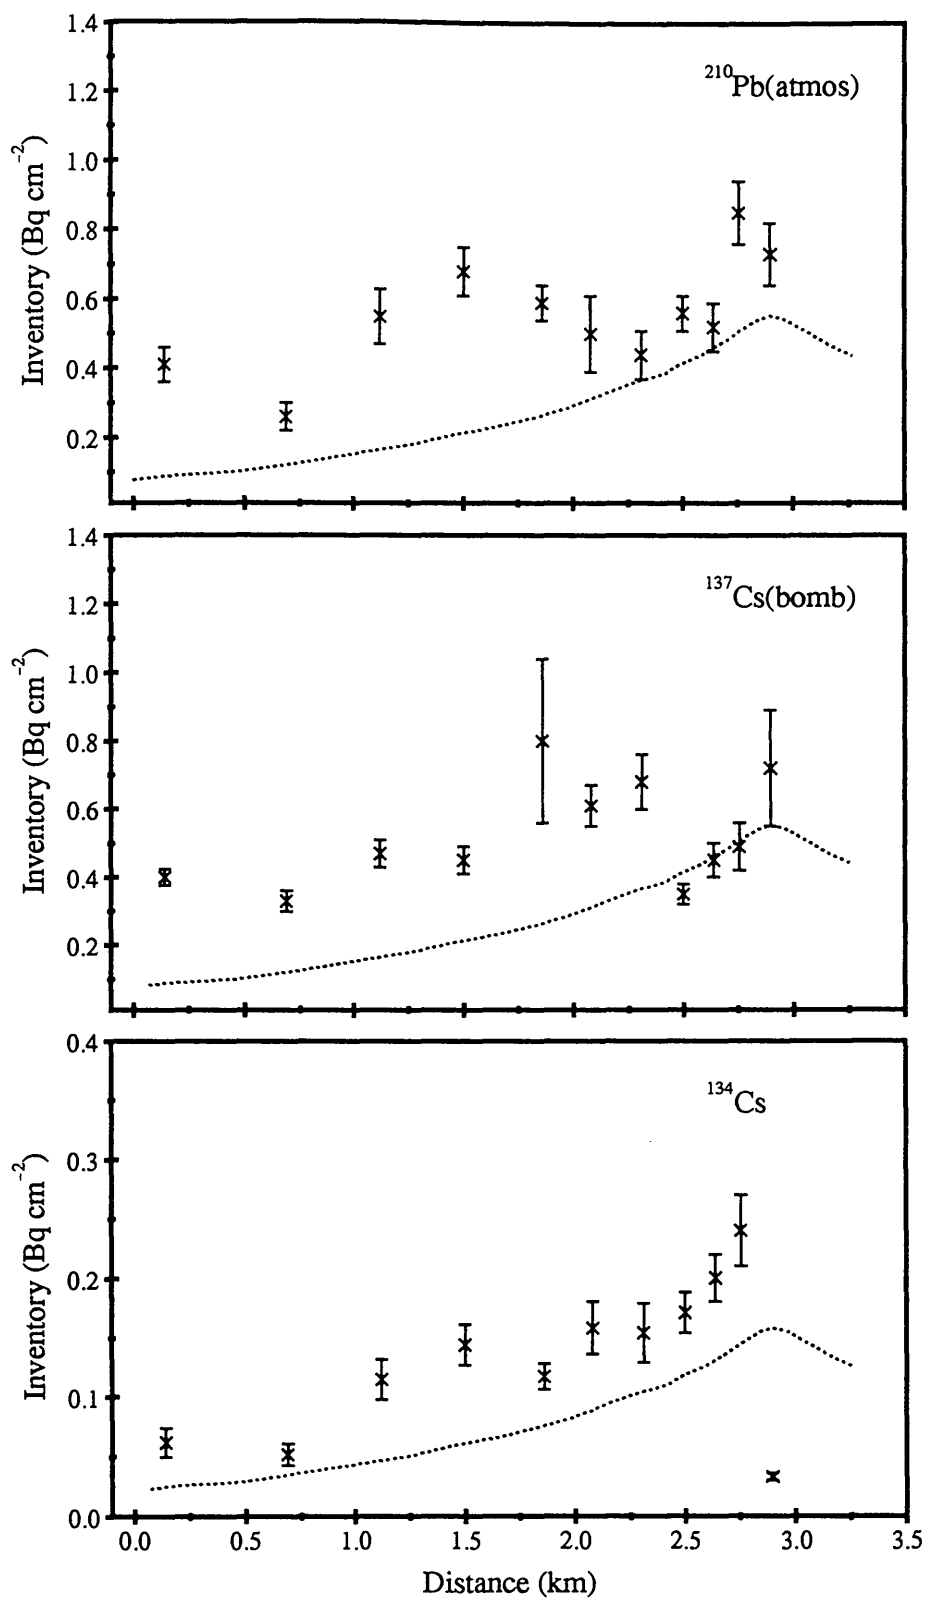 1.4
1.2
1.0
0.8
0.6
0.4
0.2
Inventory (Bq cm⁻²)
²¹⁰Pb(atmos)
1.4
1.2
1.0
0.8
0.6
0.4
0.2
Inventory (Bq cm⁻²)
¹³⁷Cs(bomb)
0.4
0.3
0.2
0.1
0.0
Inventory (Bq cm⁻²)
¹³⁴Cs
0.0 0.5 1.0 1.5 2.0 2.5 3.0 3.5
Distance (km)